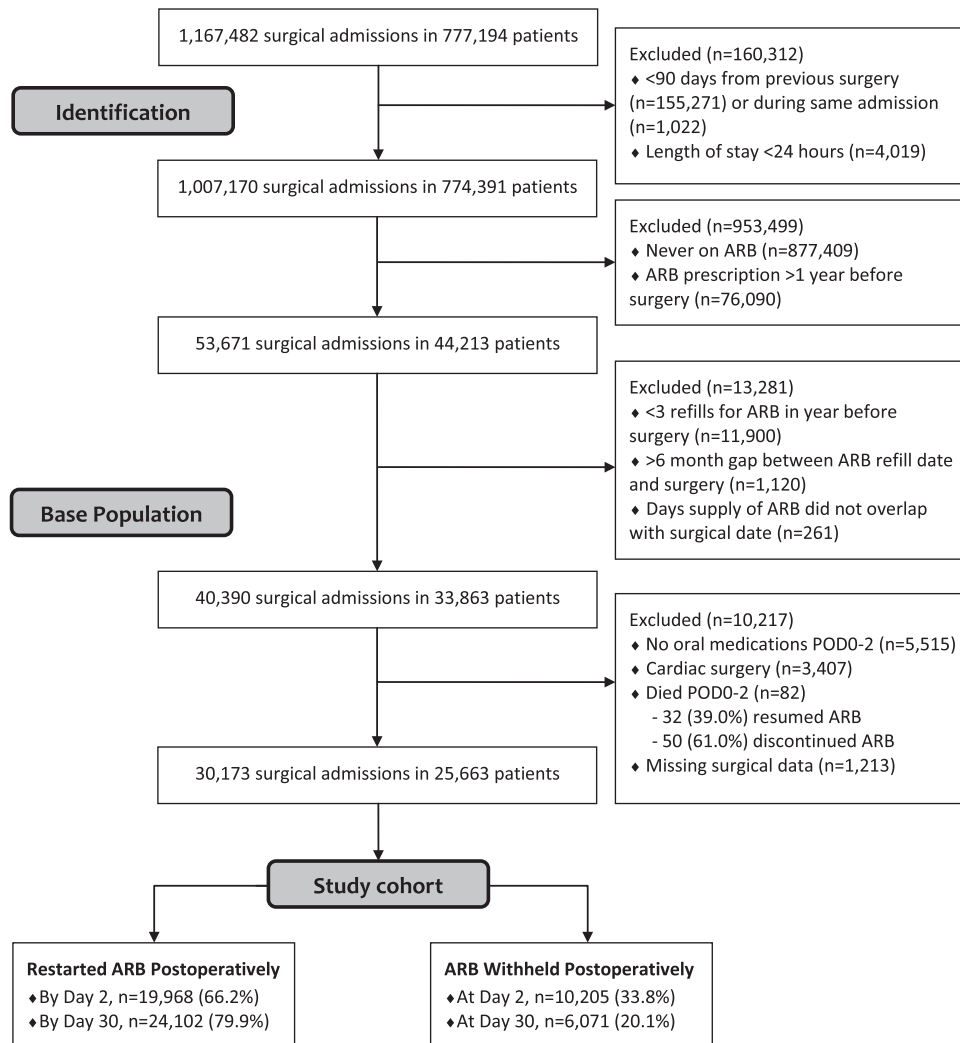 1,167,482 surgical admissions in 777,194 patients
Excluded (n=160,312)
♦ <90 days from previous surgery
(n=155,271) or during same admission
(n=1,022)
♦ Length of stay <24 hours (n=4,019)
Identification
1,007,170 surgical admissions in 774,391 patients
Excluded (n=953,499)
♦ Never on ARB (n=877,409)
♦ ARB prescription >1 year before
surgery (n=76,090)
53,671 surgical admissions in 44,213 patients
Excluded (n=13,281)
♦ <3 refills for ARB in year before
surgery (n=11,900)
♦ >6 month gap between ARB refill date
and surgery (n=1,120)
♦ Days supply of ARB did not overlap
with surgical date (n=261)
Base Population
40,390 surgical admissions in 33,863 patients
Excluded (n=10,217)
♦ No oral medications POD0-2 (n=5,515)
♦ Cardiac surgery (n=3,407)
♦ Died POD0-2 (n=82)
- 32 (39.0%) resumed ARB
- 50 (61.0%) discontinued ARB
♦ Missing surgical data (n=1,213)
30,173 surgical admissions in 25,663 patients
Study cohort
Restarted ARB Postoperatively
♦By Day 2, n=19,968 (66.2%)
♦By Day 30, n=24,102 (79.9%)
ARB Withheld Postoperatively
♦At Day 2, n=10,205 (33.8%)
♦At Day 30, n=6,071 (20.1%)